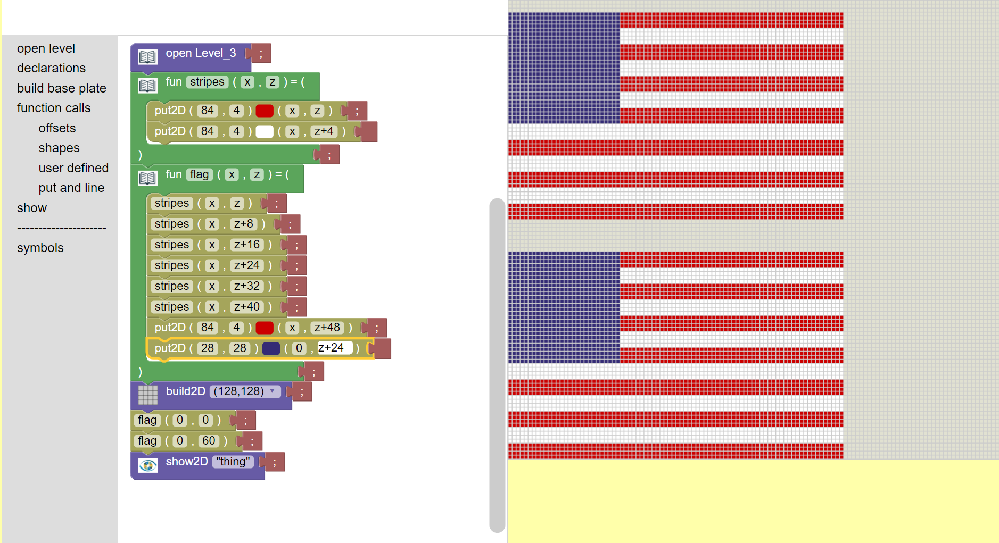 open level
declarations
build base plate
function calls
offsets
shapes
user defined
put and line
show
---------------------
symbols
open Level_3 ;
fun stripes ( x , z ) = (
put2D ( 84 , 4 ) ( x , z ) ;
put2D ( 84 , 4 ) ( x , z+4 )
) ;
fun flag ( x , z ) = (
stripes ( x , z ) ;
stripes ( x , z+8 ) ;
stripes ( x , z+16 ) ;
stripes ( x , z+24 ) ;
stripes ( x , z+32 ) ;
stripes ( x , z+40 ) ;
put2D ( 84 , 4 ) ( x , z+48 ) ;
put2D ( 28 , 28 ) ( 0 , z+24 )
) ;
build2D (128,128) ;
flag ( 0 , 0 ) ;
flag ( 0 , 60 ) ;
show2D "thing" ;